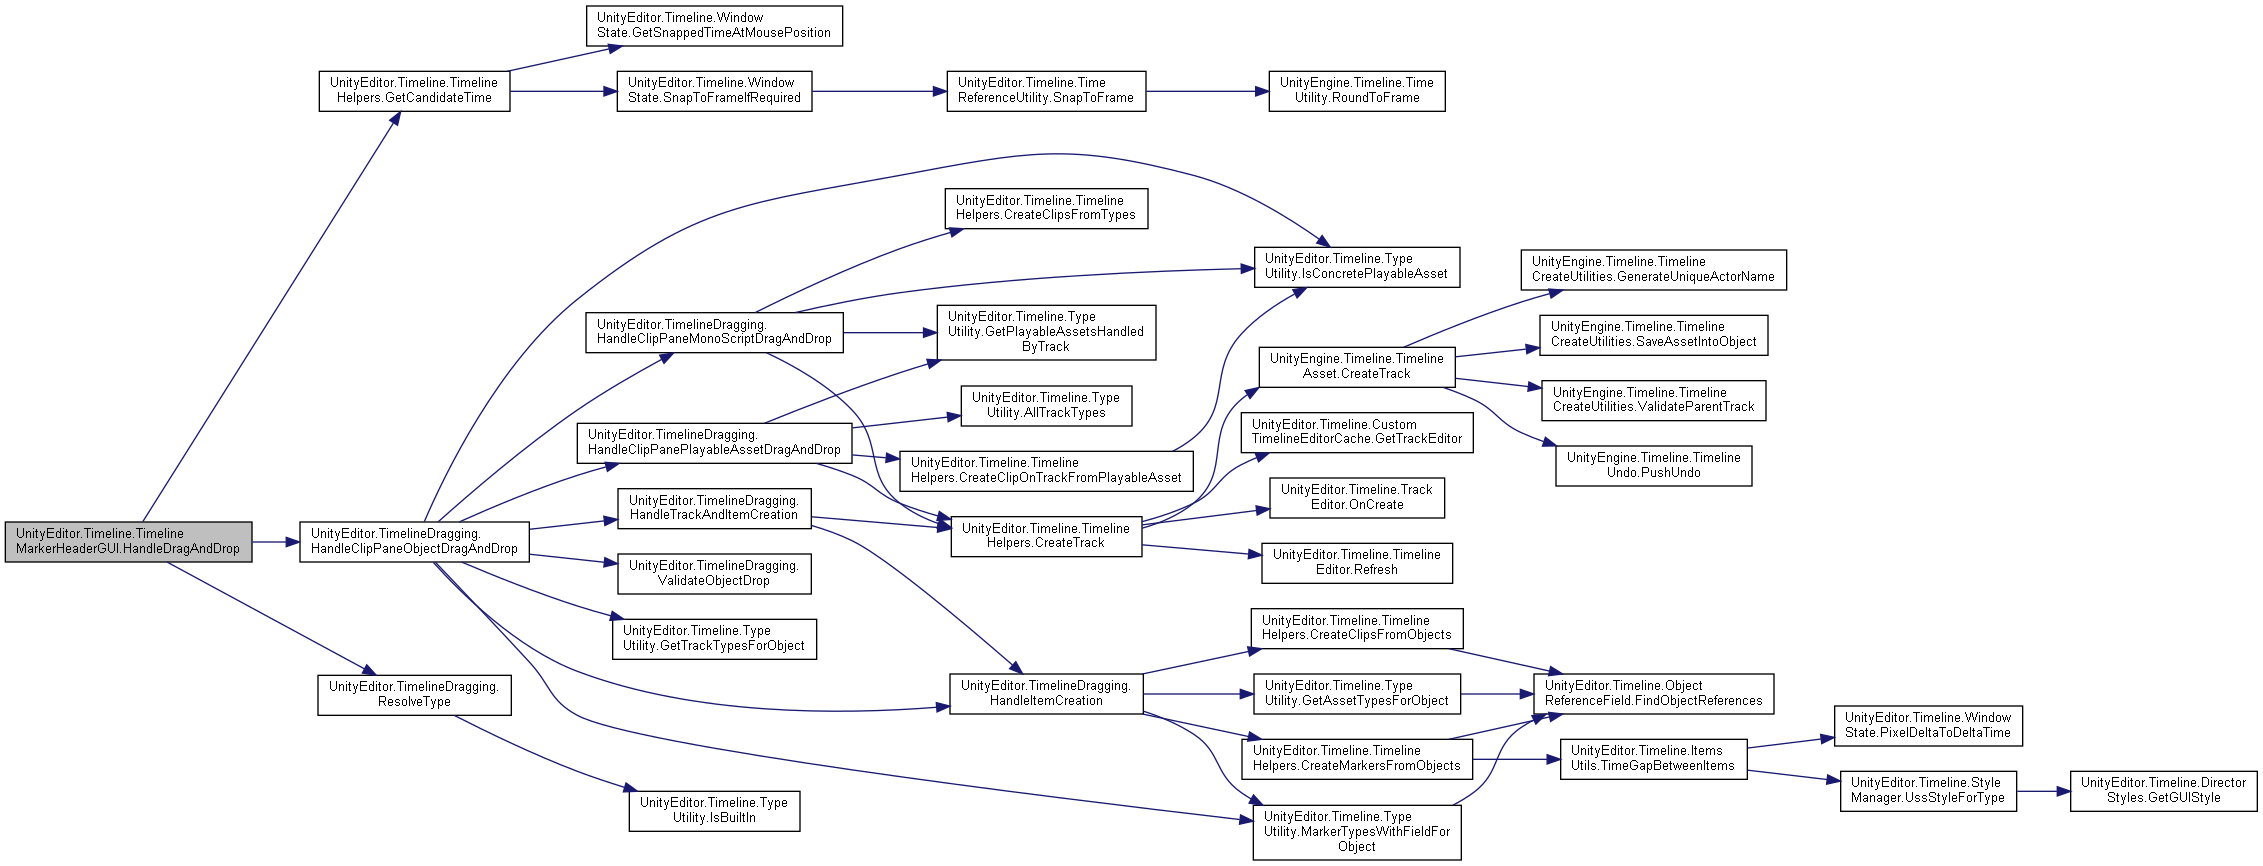 UnityEditor.Timeline.Window
State.GetSnappedTimeAtMousePosition
UnityEditor.Timeline.Timeline
Helpers.GetCandidateTime
UnityEditor.Timeline.Window
State.SnapToFrameIfRequired
UnityEditor.Timeline.Time
ReferenceUtility.SnapToFrame
UnityEngine.Timeline.Time
Utility.RoundToFrame
UnityEditor.Timeline.Timeline
Helpers.CreateClipsFromTypes
UnityEditor.Timeline.Type
Utility.IsConcretePlayableAsset
UnityEngine.Timeline.Timeline
CreateUtilities.GenerateUniqueActorName
UnityEditor.TimelineDragging.
HandleClipPaneMonoScriptDragAndDrop
UnityEditor.Timeline.Type
Utility.GetPlayableAssetsHandled
ByTrack
UnityEngine.Timeline.Timeline
CreateUtilities.SaveAssetIntoObject
UnityEngine.Timeline.Timeline
Asset.CreateTrack
UnityEngine.Timeline.Timeline
CreateUtilities.ValidateParentTrack
UnityEditor.Timeline.Type
Utility.AllTrackTypes
UnityEditor.Timeline.Custom
TimelineEditorCache.GetTrackEditor
UnityEditor.TimelineDragging.
HandleClipPanePlayableAssetDragAndDrop
UnityEngine.Timeline.Timeline
Undo.PushUndo
UnityEditor.Timeline.Timeline
Helpers.CreateClipOnTrackFromPlayableAsset
UnityEditor.Timeline.Track
Editor.OnCreate
UnityEditor.TimelineDragging.
HandleTrackAndItemCreation
UnityEditor.Timeline.Timeline
MarkerHeaderGUI.HandleDragAndDrop
UnityEditor.TimelineDragging.
HandleClipPaneObjectDragAndDrop
UnityEditor.Timeline.Timeline
Helpers.CreateTrack
UnityEditor.Timeline.Timeline
Editor.Refresh
UnityEditor.TimelineDragging.
ValidateObjectDrop
UnityEditor.Timeline.Type
Utility.GetTrackTypesForObject
UnityEditor.Timeline.Timeline
Helpers.CreateClipsFromObjects
UnityEditor.TimelineDragging.
ResolveType
UnityEditor.TimelineDragging.
HandleItemCreation
UnityEditor.Timeline.Type
Utility.GetAssetTypesForObject
UnityEditor.Timeline.Object
ReferenceField.FindObjectReferences
UnityEditor.Timeline.Window
State.PixelDeltaToDeltaTime
UnityEditor.Timeline.Timeline
Helpers.CreateMarkersFromObjects
UnityEditor.Timeline.Items
Utils.TimeGapBetweenItems
UnityEditor.Timeline.Style
Manager.UssStyleForType
UnityEditor.Timeline.Director
Styles.GetGUIStyle
UnityEditor.Timeline.Type
Utility.IsBuiltIn
UnityEditor.Timeline.Type
Utility.MarkerTypesWithFieldFor
Object